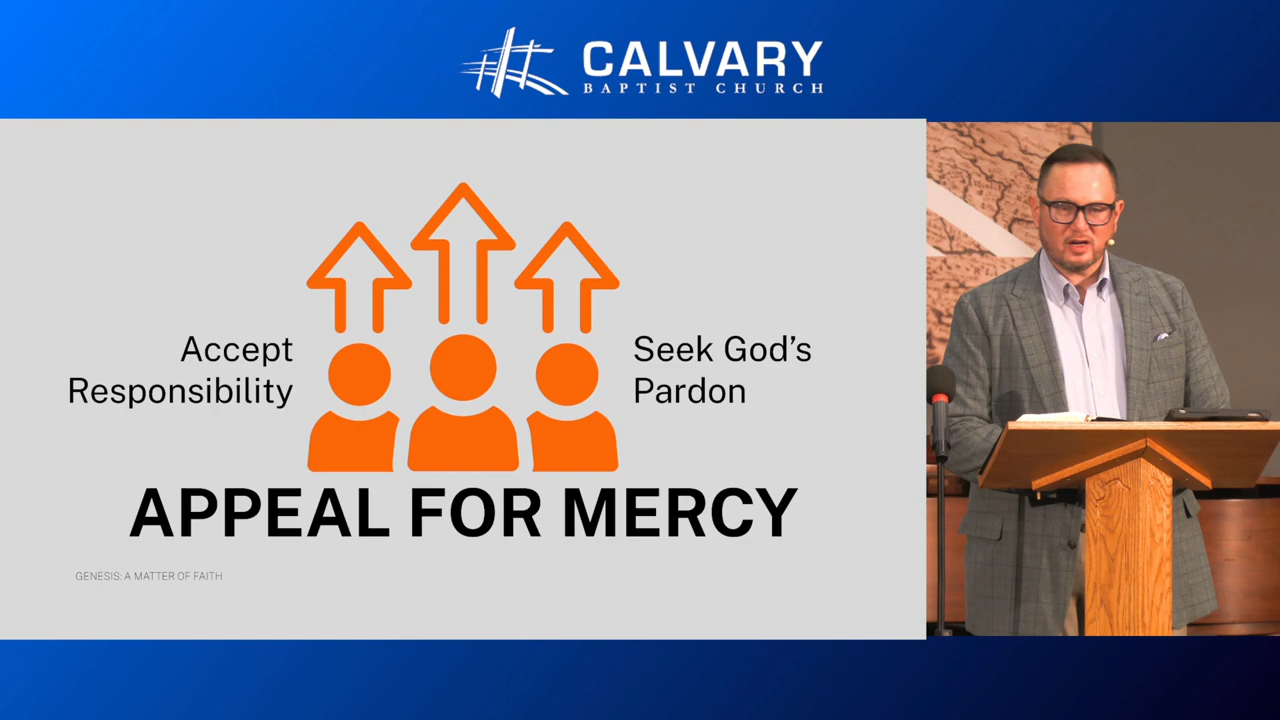 CALVARY
BAPTIST CHURCH
Accept
Responsibility
Seek God's
Pardon
APPEAL FOR MERCY
GENESIS: A MATTER OF FAITH